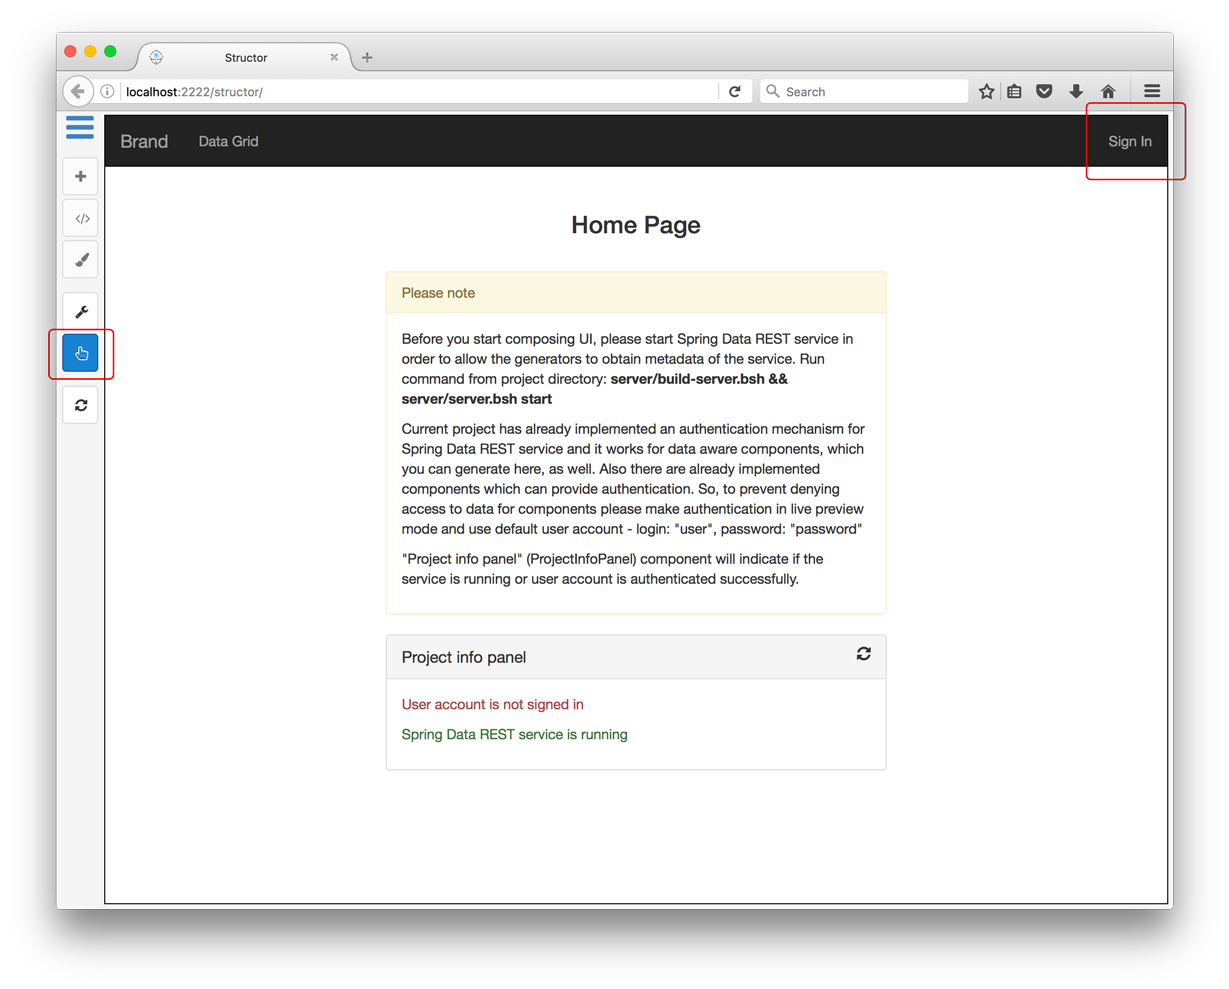 Structor
localhost:2222/structor/
Search
Brand
Data Grid
Sign In
Home Page
Please note
Before you start composing UI, please start Spring Data REST service in
order to allow the generators to obtain metadata of the service. Run
command from project directory: server/build-server.bsh &&
server/server.bsh start
Current project has already implemented an authentication mechanism for
Spring Data REST service and it works for data aware components, which
you can generate here, as well. Also there are already implemented
components which can provide authentication. So, to prevent denying
access to data for components please make authentication in live preview
mode and use default user account - login: "user", password: "password"
"Project info panel" (ProjectInfoPanel) component will indicate if the
service is running or user account is authenticated successfully.
Project info panel
User account is not signed in
Spring Data REST service is running